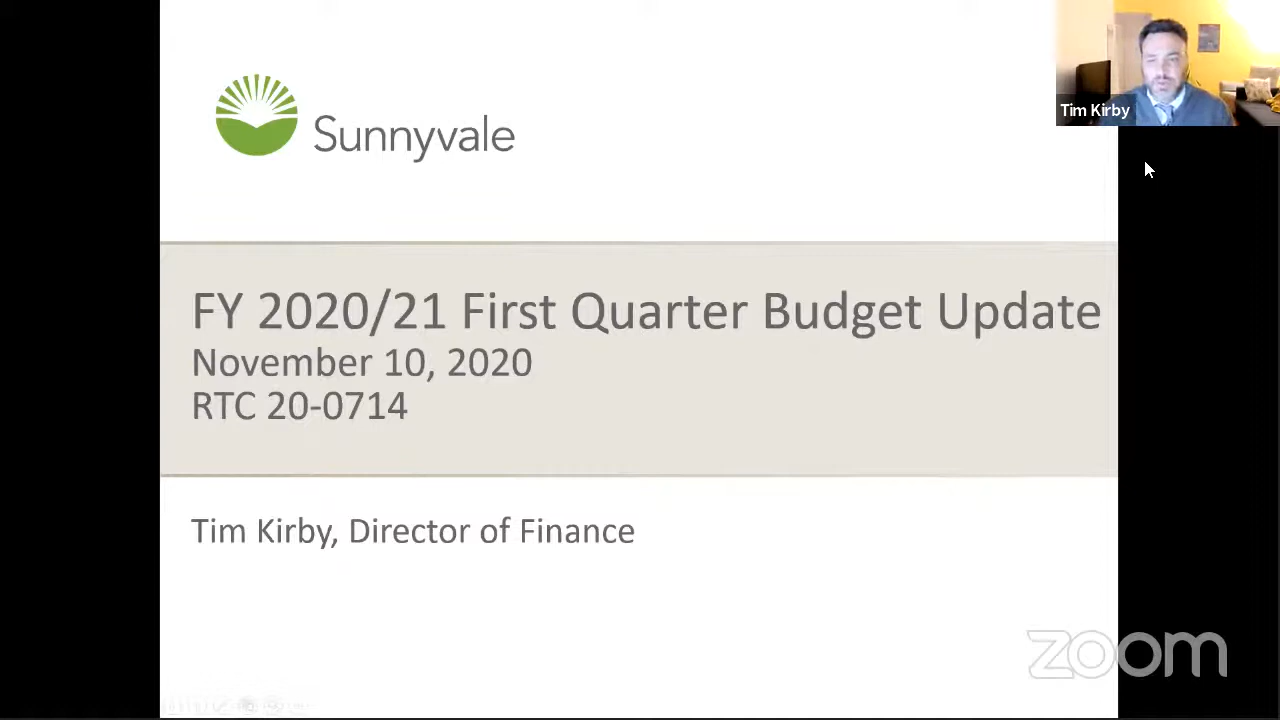 Sunnyvale
Tim Kirby
FY 2020/21 First Quarter Budget Update
November 10, 2020
RTC 20-0714
Tim Kirby, Director of Finance
zoom